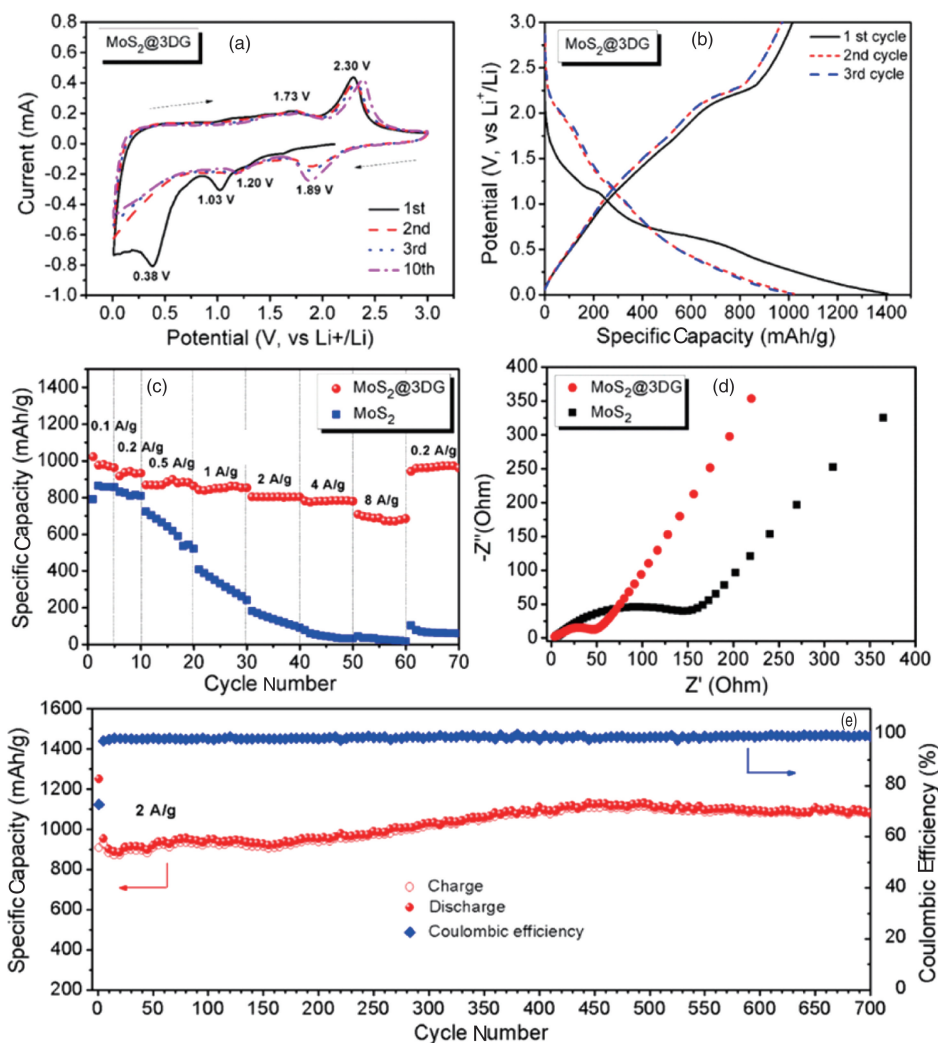 (a)
MoS2@3DG
2.30 V
1.73 V
1.20 V
1.03 V
1.89 V
0.38 V
1st
2nd
3rd
10th
0.8
0.6
0.4
0.2
0.0
-0.2
-0.4
-0.6
-0.8
-1.0
Current (mA)
0.0 0.5 1.0 1.5 2.0 2.5 3.0
Potential (V, vs Li+/Li)
(b)
MoS2@3DG
1 st cycle
2nd cycle
3rd cycle
3.0
2.5
2.0
1.5
1.0
0.5
0.0
Potential (V, vs Li+/Li)
0 200 400 600 800 1000 1200 1400
Specific Capacity (mAh/g)
(c)
MoS2@3DG
MoS2
0.1 A/g
0.2 A/g
0.5 A/g
1 A/g
2 A/g
4 A/g
8 A/g
0.2 A/g
1400
1200
1000
800
600
400
200
0
Specific Capacity (mAh/g)
0 10 20 30 40 50 60 70
Cycle Number
(d)
MoS2@3DG
MoS2
400
350
300
250
200
150
100
50
0
-Z"(Ohm)
0 50 100 150 200 250 300 350 400
Z' (Ohm)
(e)
2 A/g
Charge
Discharge
Coulombic efficiency
1600
1400
1200
1000
800
600
400
200
Specific Capacity (mAh/g)
100
80
60
40
20
0
Coulombic Efficiency (%)
0 50 100 150 200 250 300 350 400 450 500 550 600 650 700
Cycle Number